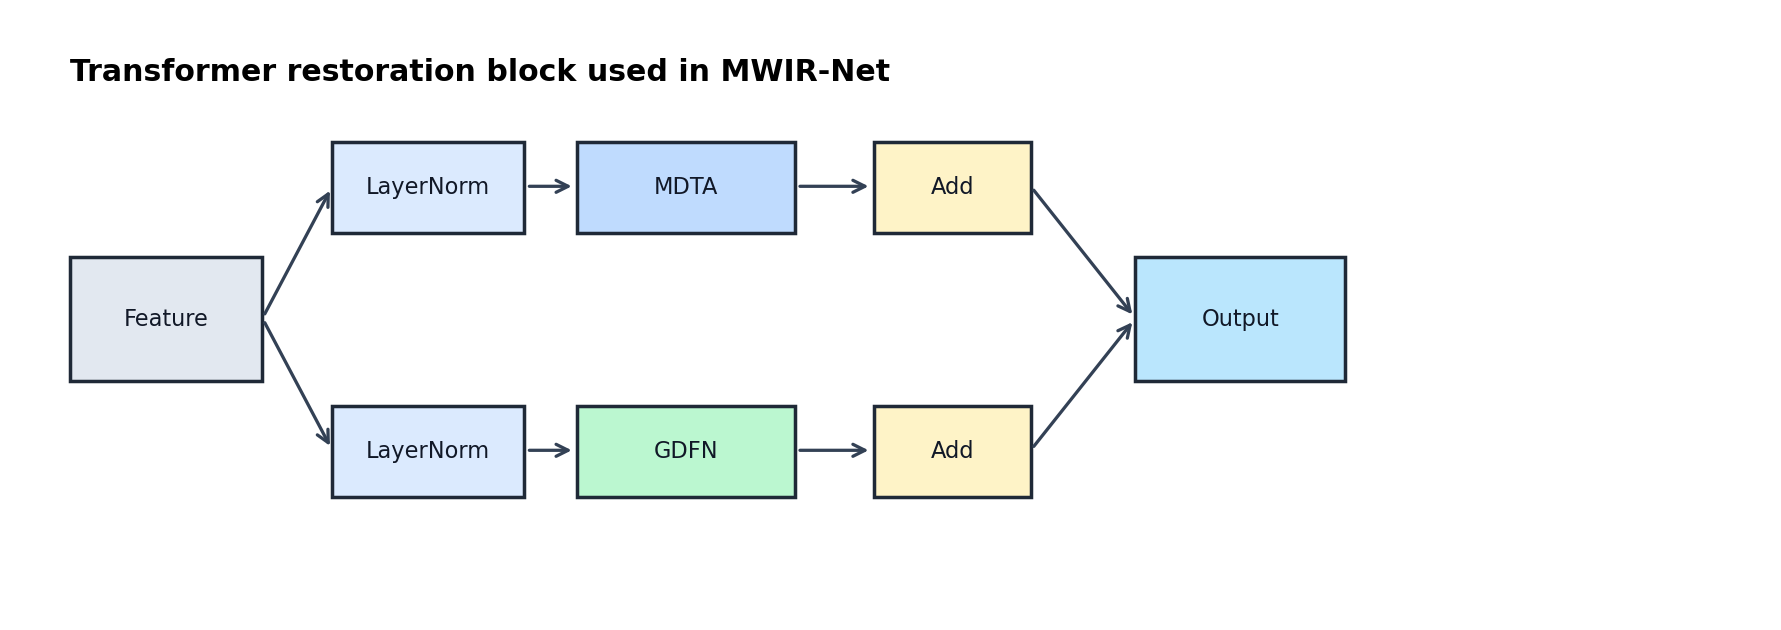 Transformer restoration block used in MWIR-Net
LayerNorm
MDTA
Add
Feature
Output
LayerNorm
GDFN
Add